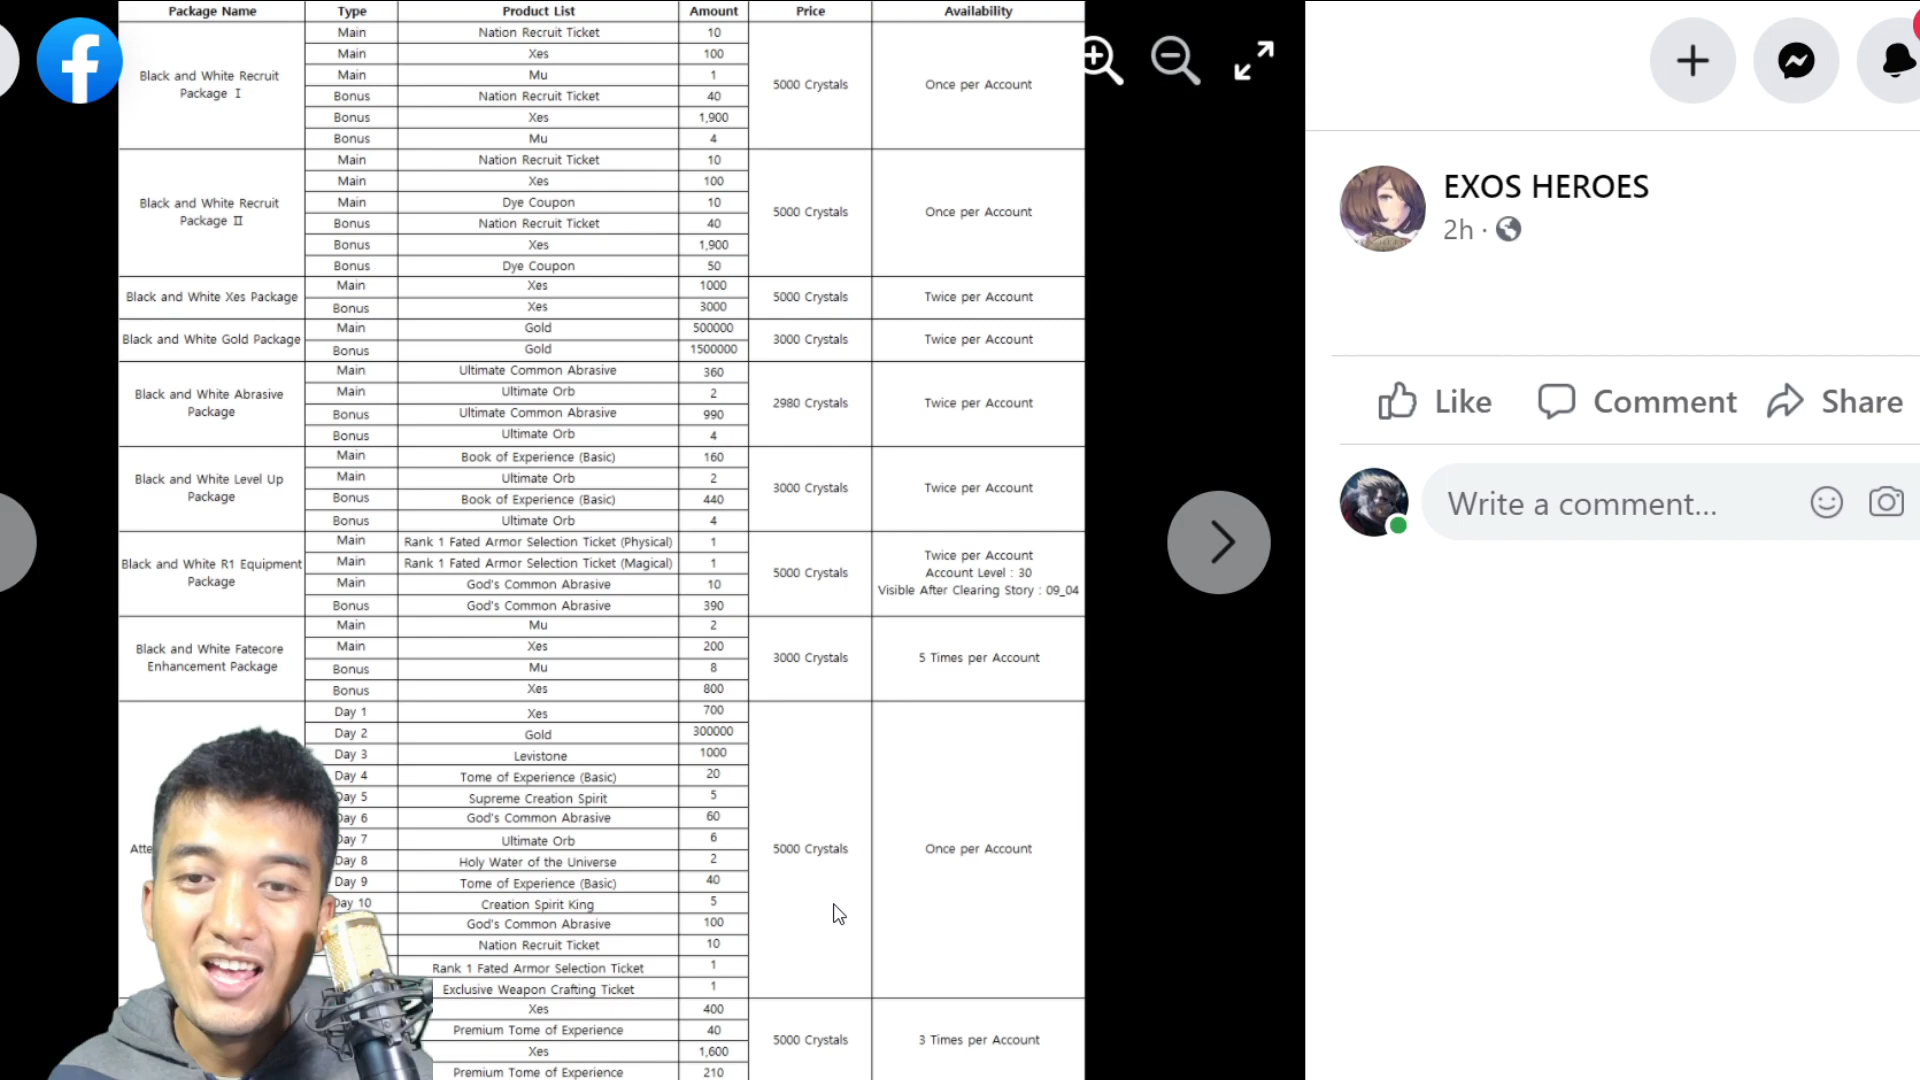 Package Name Type Product List Amount Price Availability
Black and White Recruit Package I
Main Nation Recruit Ticket 10
Main Xes 100
Main Mu 1
Bonus Nation Recruit Ticket 40
Bonus Xes 1,900
Bonus Mu 4
5000 Crystals Once per Account
Black and White Recruit Package II
Main Nation Recruit Ticket 10
Main Xes 100
Main Dye Coupon 10
Bonus Nation Recruit Ticket 40
Bonus Xes 1,900
Bonus Dye Coupon 50
5000 Crystals Once per Account
Black and White Xes Package
Main Xes 1000
Bonus Xes 3000
5000 Crystals Twice per Account
Black and White Gold Package
Main Gold 500000
Bonus Gold 1500000
3000 Crystals Twice per Account
Black and White Abrasive Package
Main Ultimate Common Abrasive 360
Main Ultimate Orb 2
Bonus Ultimate Common Abrasive 990
Bonus Ultimate Orb 4
2980 Crystals Twice per Account
Black and White Level Up Package
Main Book of Experience (Basic) 160
Main Ultimate Orb 2
Bonus Book of Experience (Basic) 440
Bonus Ultimate Orb 4
3000 Crystals Twice per Account
Black and White R1 Equipment Package
Main Rank 1 Fated Armor Selection Ticket (Physical) 1
Main Rank 1 Fated Armor Selection Ticket (Magical) 1
Main God's Common Abrasive 10
Bonus God's Common Abrasive 390
5000 Crystals
Twice per Account
Account Level : 30
Visible After Clearing Story : 09_04
Black and White Fatecore Enhancement Package
Main Mu 2
Main Xes 200
Bonus Mu 8
Bonus Xes 800
3000 Crystals 5 Times per Account
Atte
Day 1 Xes 700
Day 2 Gold 300000
Day 3 Levistone 1000
Day 4 Tome of Experience (Basic) 20
Day 5 Supreme Creation Spirit 5
Day 6 God's Common Abrasive 60
Day 7 Ultimate Orb 6
Day 8 Holy Water of the Universe 2
Day 9 Tome of Experience (Basic) 40
Day 10 Creation Spirit King 5
God's Common Abrasive 100
Nation Recruit Ticket 10
Rank 1 Fated Armor Selection Ticket 1
Exclusive Weapon Crafting Ticket 1
5000 Crystals Once per Account
Xes 400
Premium Tome of Experience 40
Xes 1,600
Premium Tome of Experience 210
5000 Crystals 3 Times per Account
EXOS HEROES
2h ·
Like Comment Share
Write a comment...